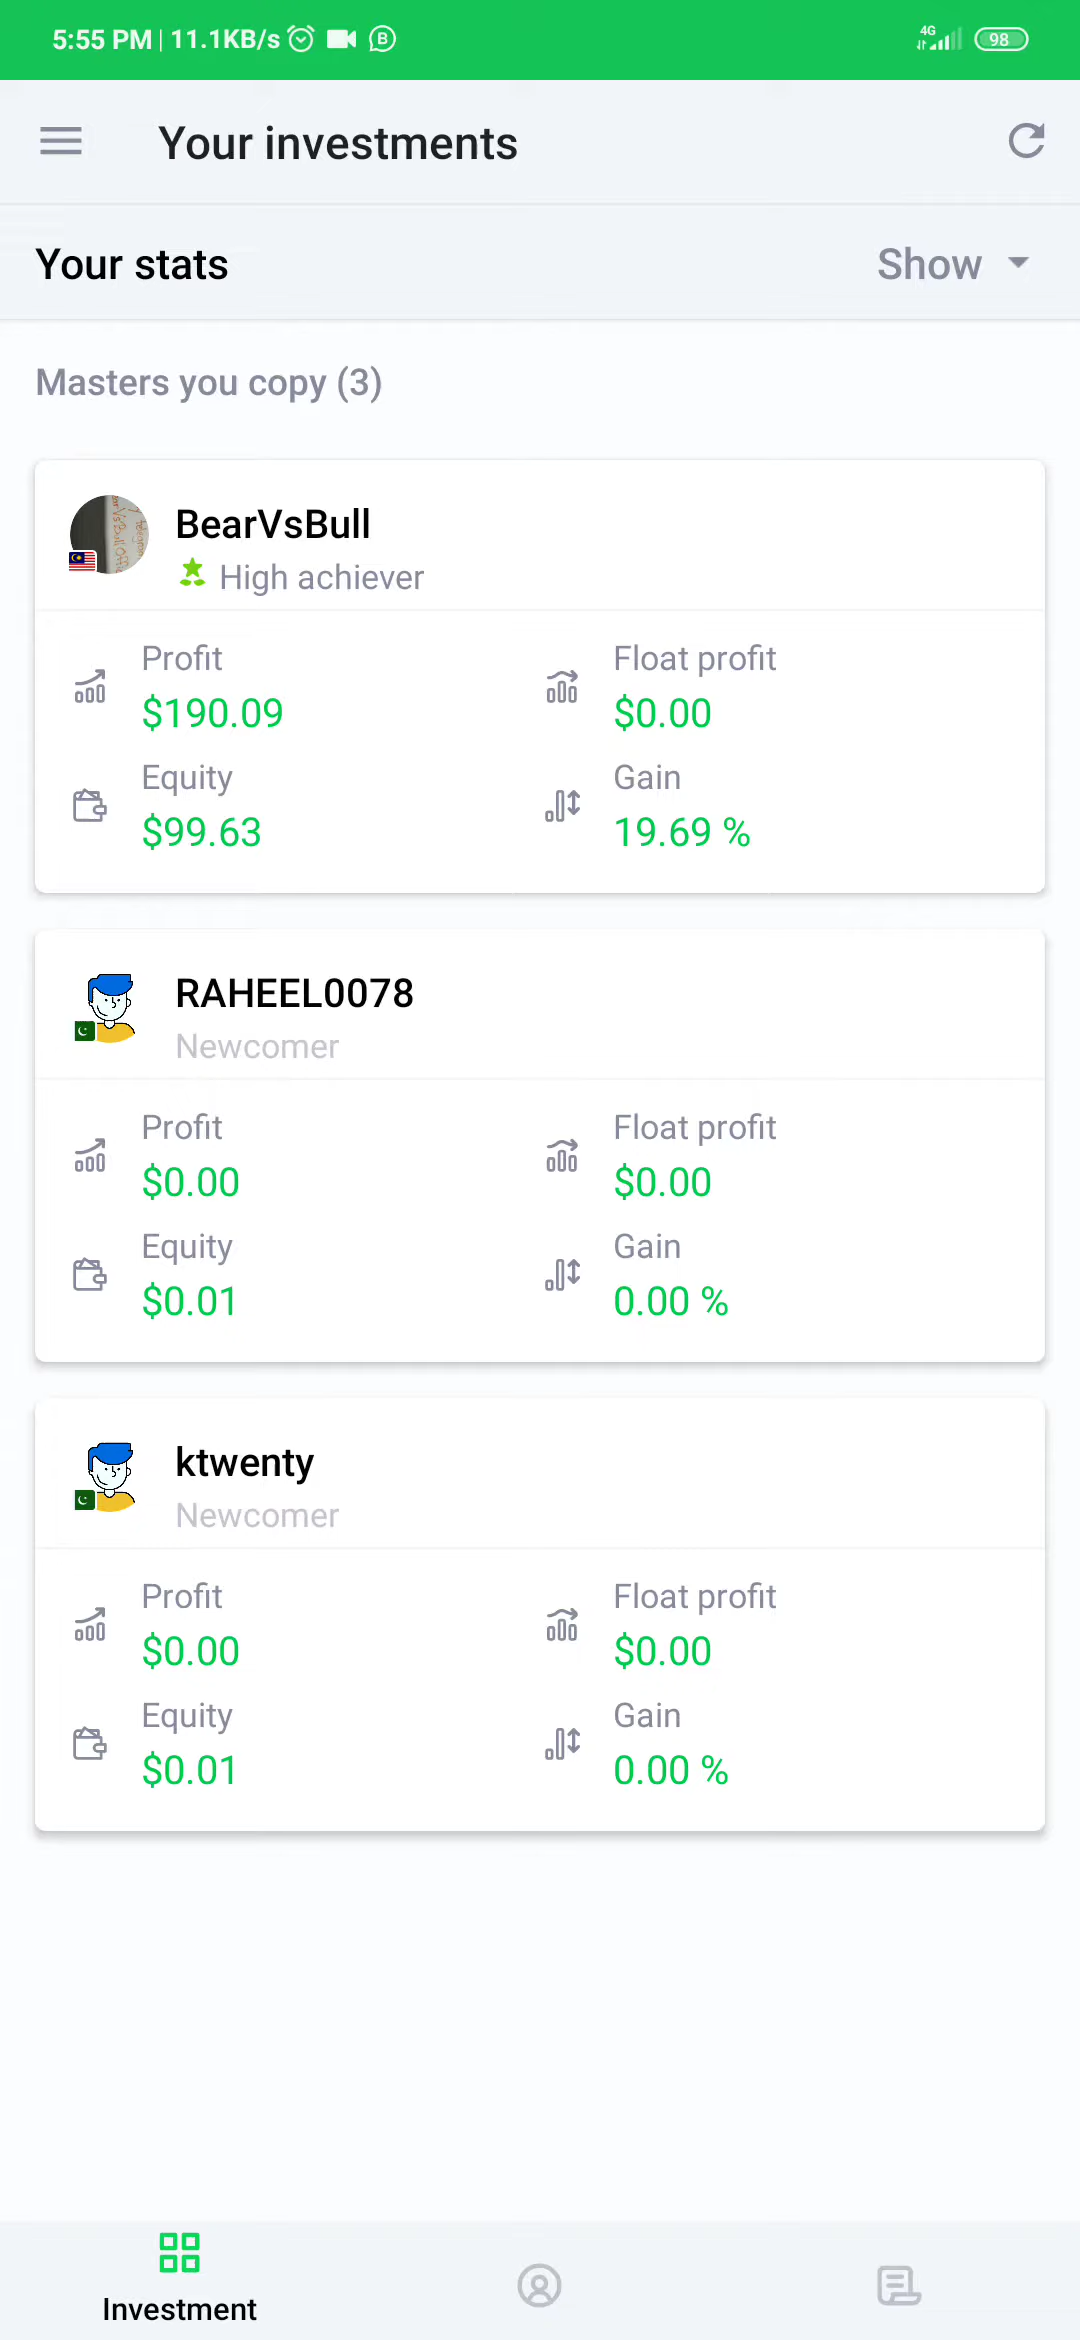 5:55 PM | 11.1KB/s B 4G 98
Your investments
Your stats Show
Masters you copy (3)
BearVsBull
High achiever
Profit Float profit
$190.09 $0.00
Equity Gain
$99.63 19.69 %
RAHEEL0078
Newcomer
Profit Float profit
$0.00 $0.00
Equity Gain
$0.01 0.00 %
ktwenty
Newcomer
Profit Float profit
$0.00 $0.00
Equity Gain
$0.01 0.00 %
Investment